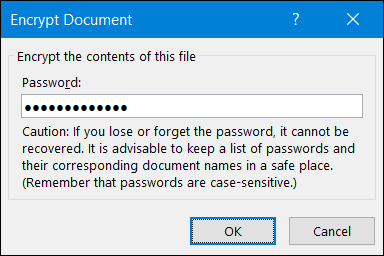 Encrypt Document
Encrypt the contents of this file
Password:
●●●●●●●●●●●●●
Caution: If you lose or forget the password, it cannot be
recovered. It is advisable to keep a list of passwords and
their corresponding document names in a safe place.
(Remember that passwords are case-sensitive.)
OK Cancel